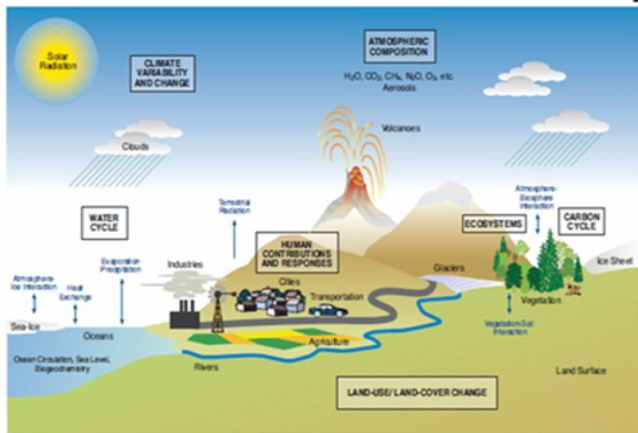 Solar
Radiation
CLIMATE
VARIABILITY
AND CHANGE
ATMOSPHERIC
COMPOSITION
H₂O, CO₂, CH₄, N₂O, O₃, etc.
Aerosols
Volcanoes
Clouds
Atmosphere-
Biosphere
Interaction
Terrestrial
Radiation
WATER
CYCLE
ECOSYSTEMS
CARBON
CYCLE
HUMAN
CONTRIBUTIONS
AND RESPONSES
Evaporation
Precipitation
Industries
Cities
Glaciers
Ice Sheet
Atmosphere-
Ice Interaction
Heat
Exchange
Transportation
Vegetation
Sea-Ice
Oceans
Vegetation-Soil
Interaction
Agriculture
Ocean Circulation, Sea Level,
Biogeochemistry
Rivers
Land Surface
LAND-USE/ LAND-COVER CHANGE